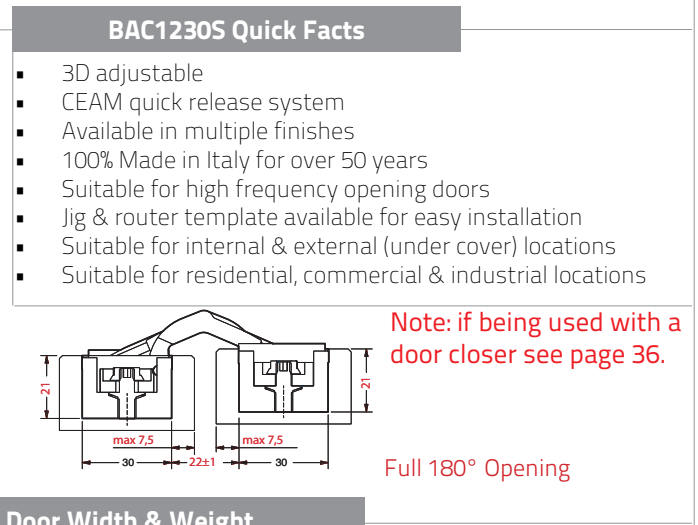 BAC1230S Quick Facts
▪ 3D adjustable
▪ CEAM quick release system
▪ Available in multiple finishes
▪ 100% Made in Italy for over 50 years
▪ Suitable for high frequency opening doors
▪ Jig & router template available for easy installation
▪ Suitable for internal & external (under cover) locations
▪ Suitable for residential, commercial & industrial locations
Note: if being used with a
door closer see page 36.
21
21
max 7,5
max 7,5
30
22±1
30
Full 180° Opening
Door Width & Weight